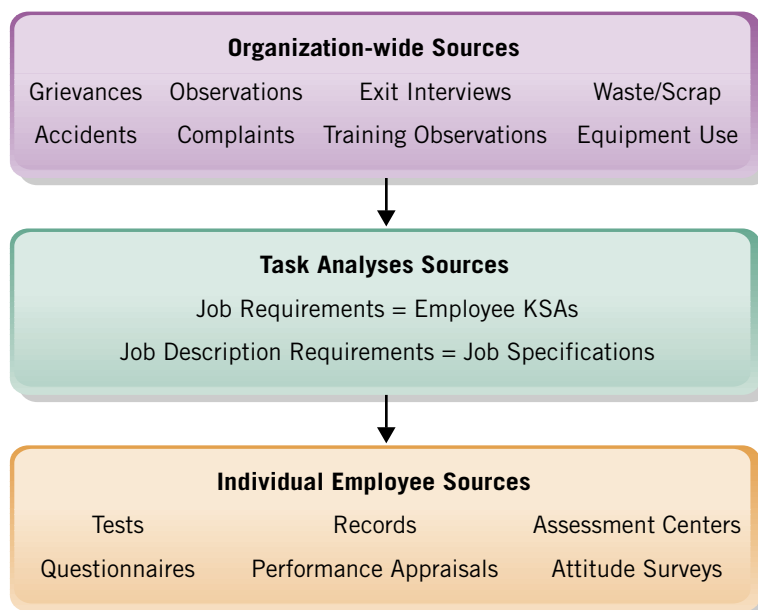 Organization-wide Sources
Grievances Observations Exit Interviews Waste/Scrap
Accidents Complaints Training Observations Equipment Use
Task Analyses Sources
Job Requirements = Employee KSAs
Job Description Requirements = Job Specifications
Individual Employee Sources
Tests Records Assessment Centers
Questionnaires Performance Appraisals Attitude Surveys